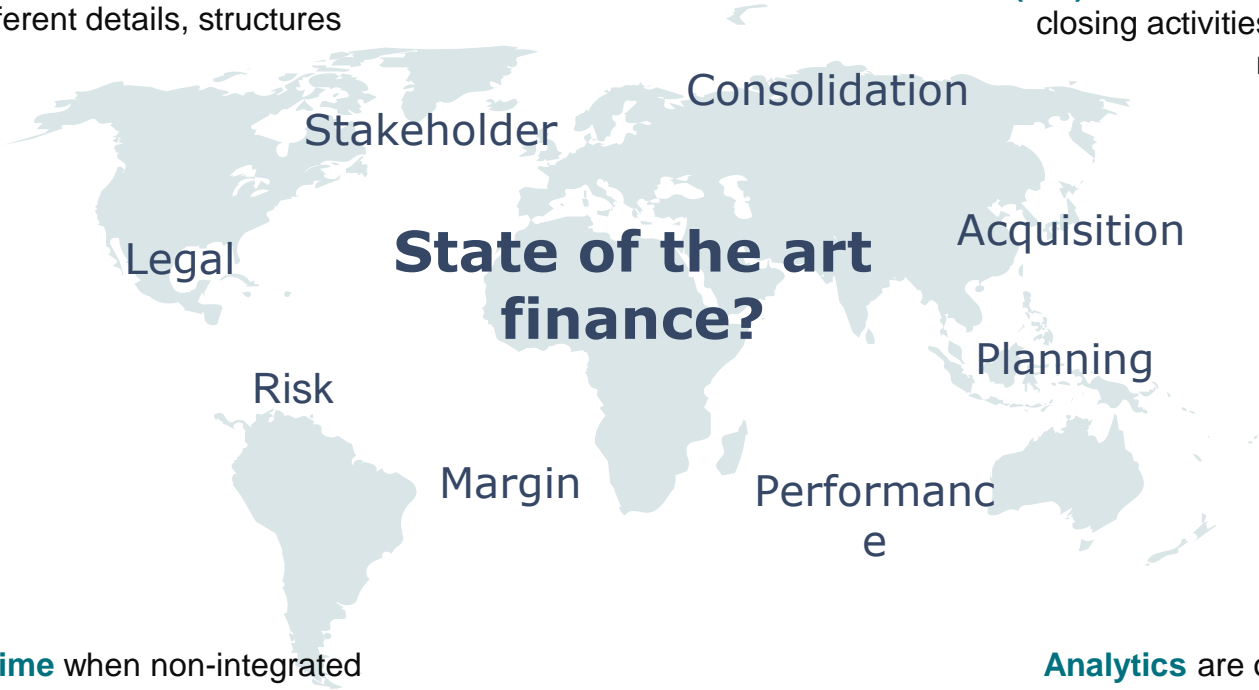 ferent details, structures
closing activities
Consolidation
Stakeholder
Acquisition
Legal
State of the art
finance?
Planning
Risk
Margin
Performanc
e
ime when non-integrated
Analytics are